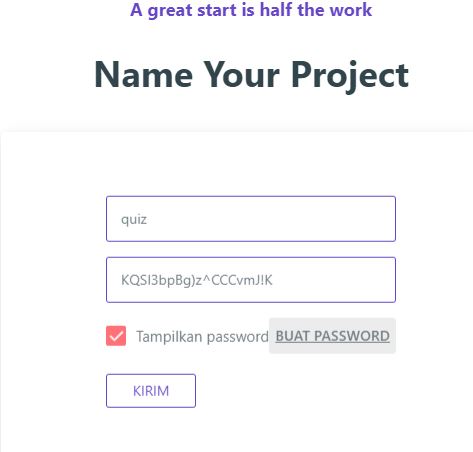 A great start is half the work
Name Your Project
quiz
KQSI3bpBg)z^CCCvmJ!K
Tampilkan password BUAT PASSWORD
KIRIM